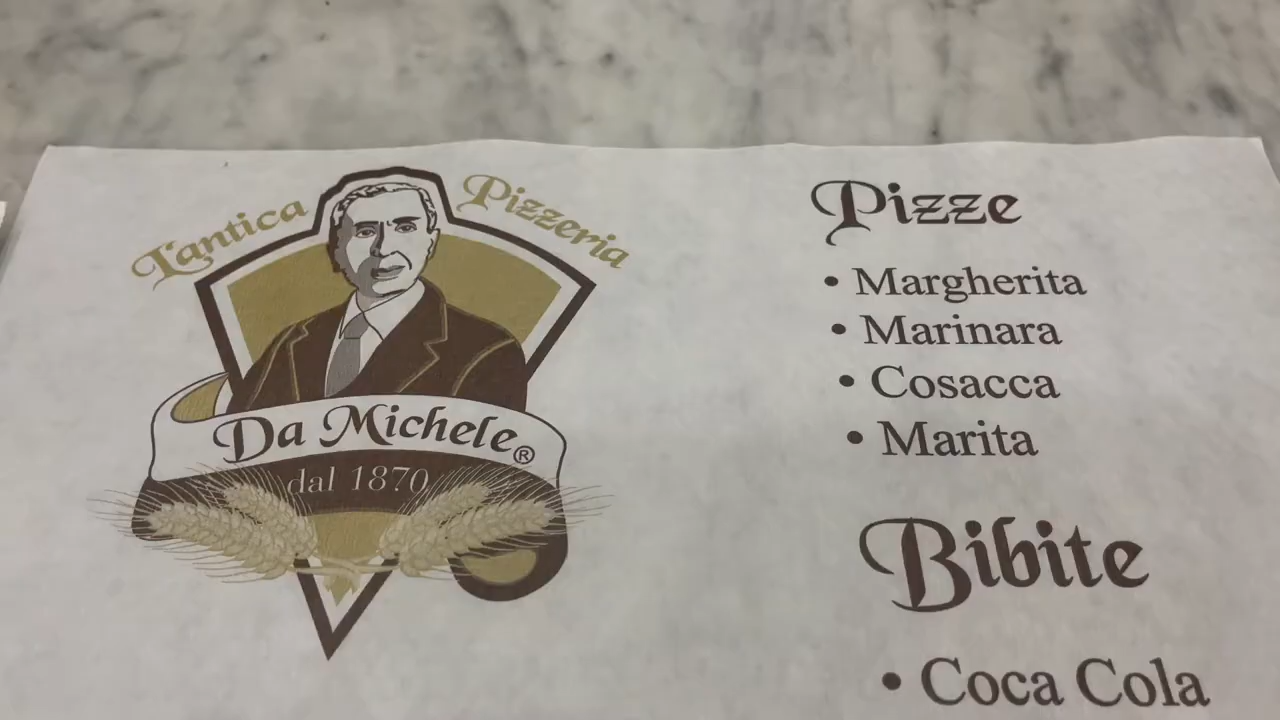 L'antica Pizzeria
Da Michele®
dal 1870
Pizze
• Margherita
• Marinara
• Cosacca
• Marita
Bibite
• Coca Cola